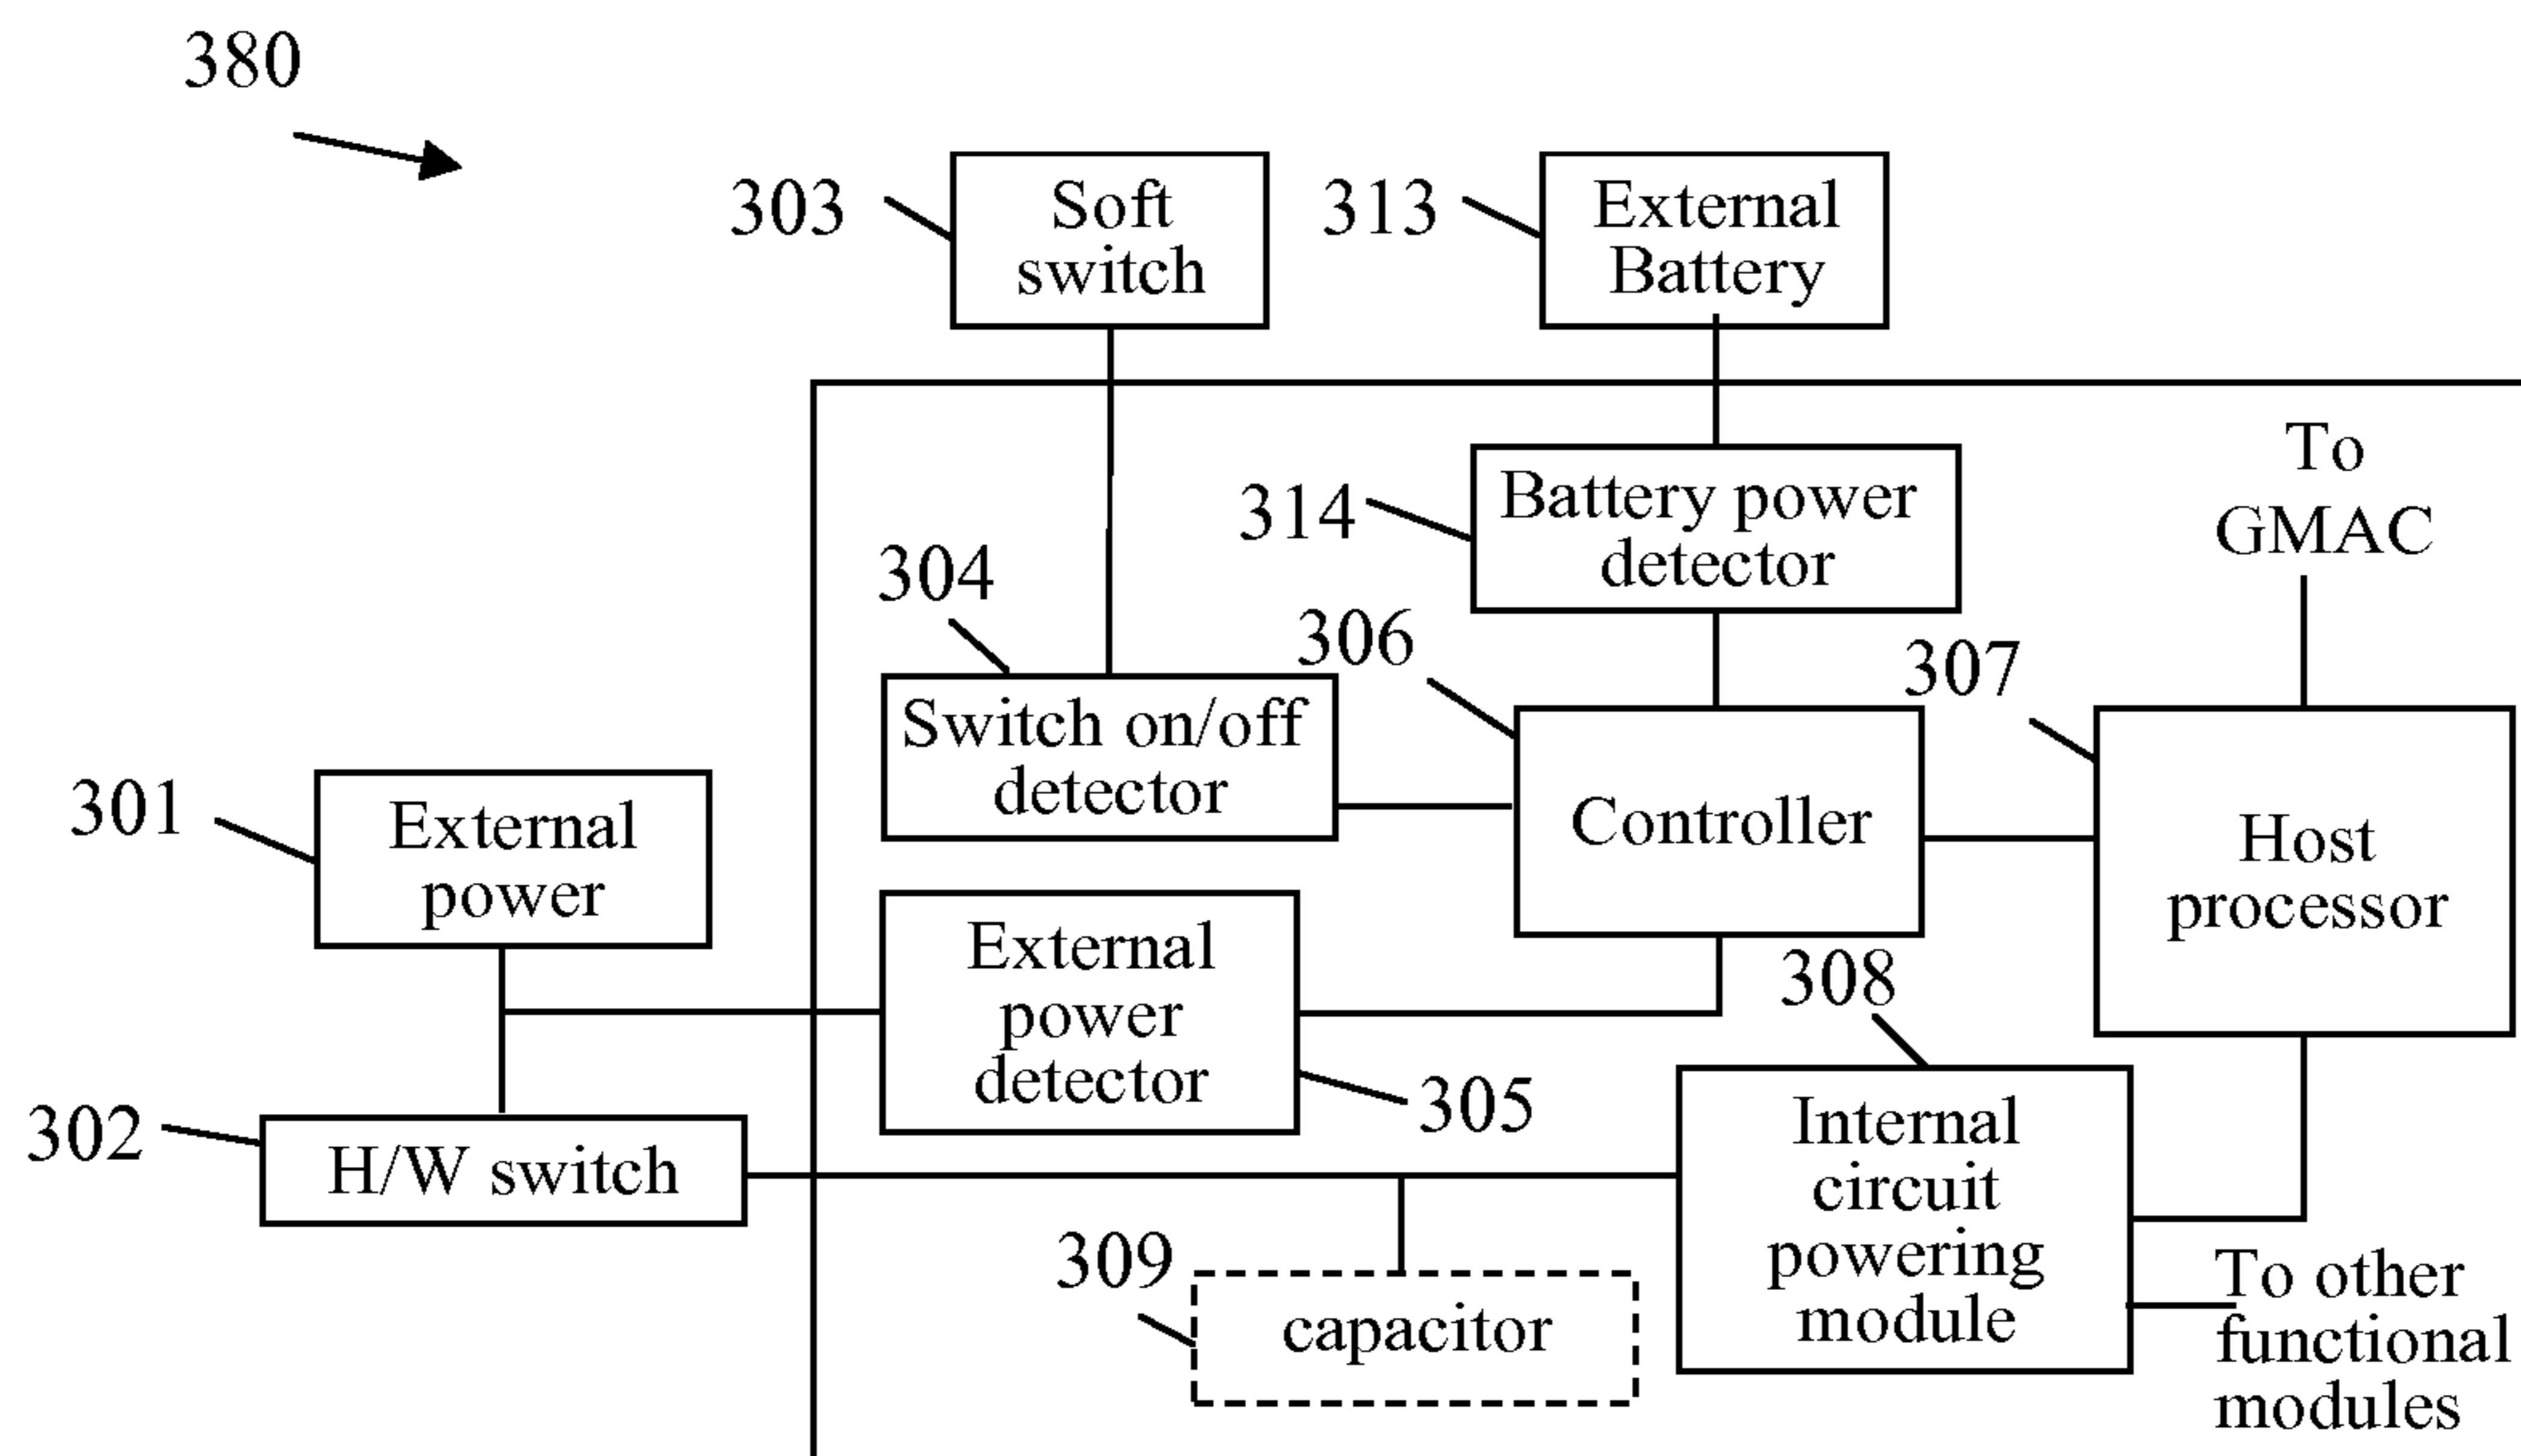 380
303
Soft
switch
313
External
Battery
To
GMAC
314
Battery power
detector
304
306
307
Switch on/off
detector
301
External
power
Controller
Host
processor
External
power
detector
308
305
302
H/W switch
Internal
circuit
powering
module
309
capacitor
To other
functional
modules